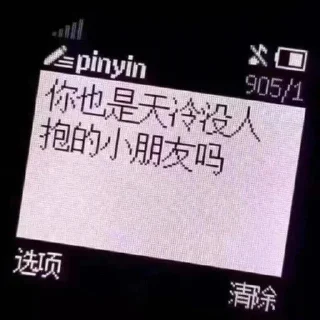 pinyin
905/1
你也是天冷没人
抱的小朋友吗
选项
清除